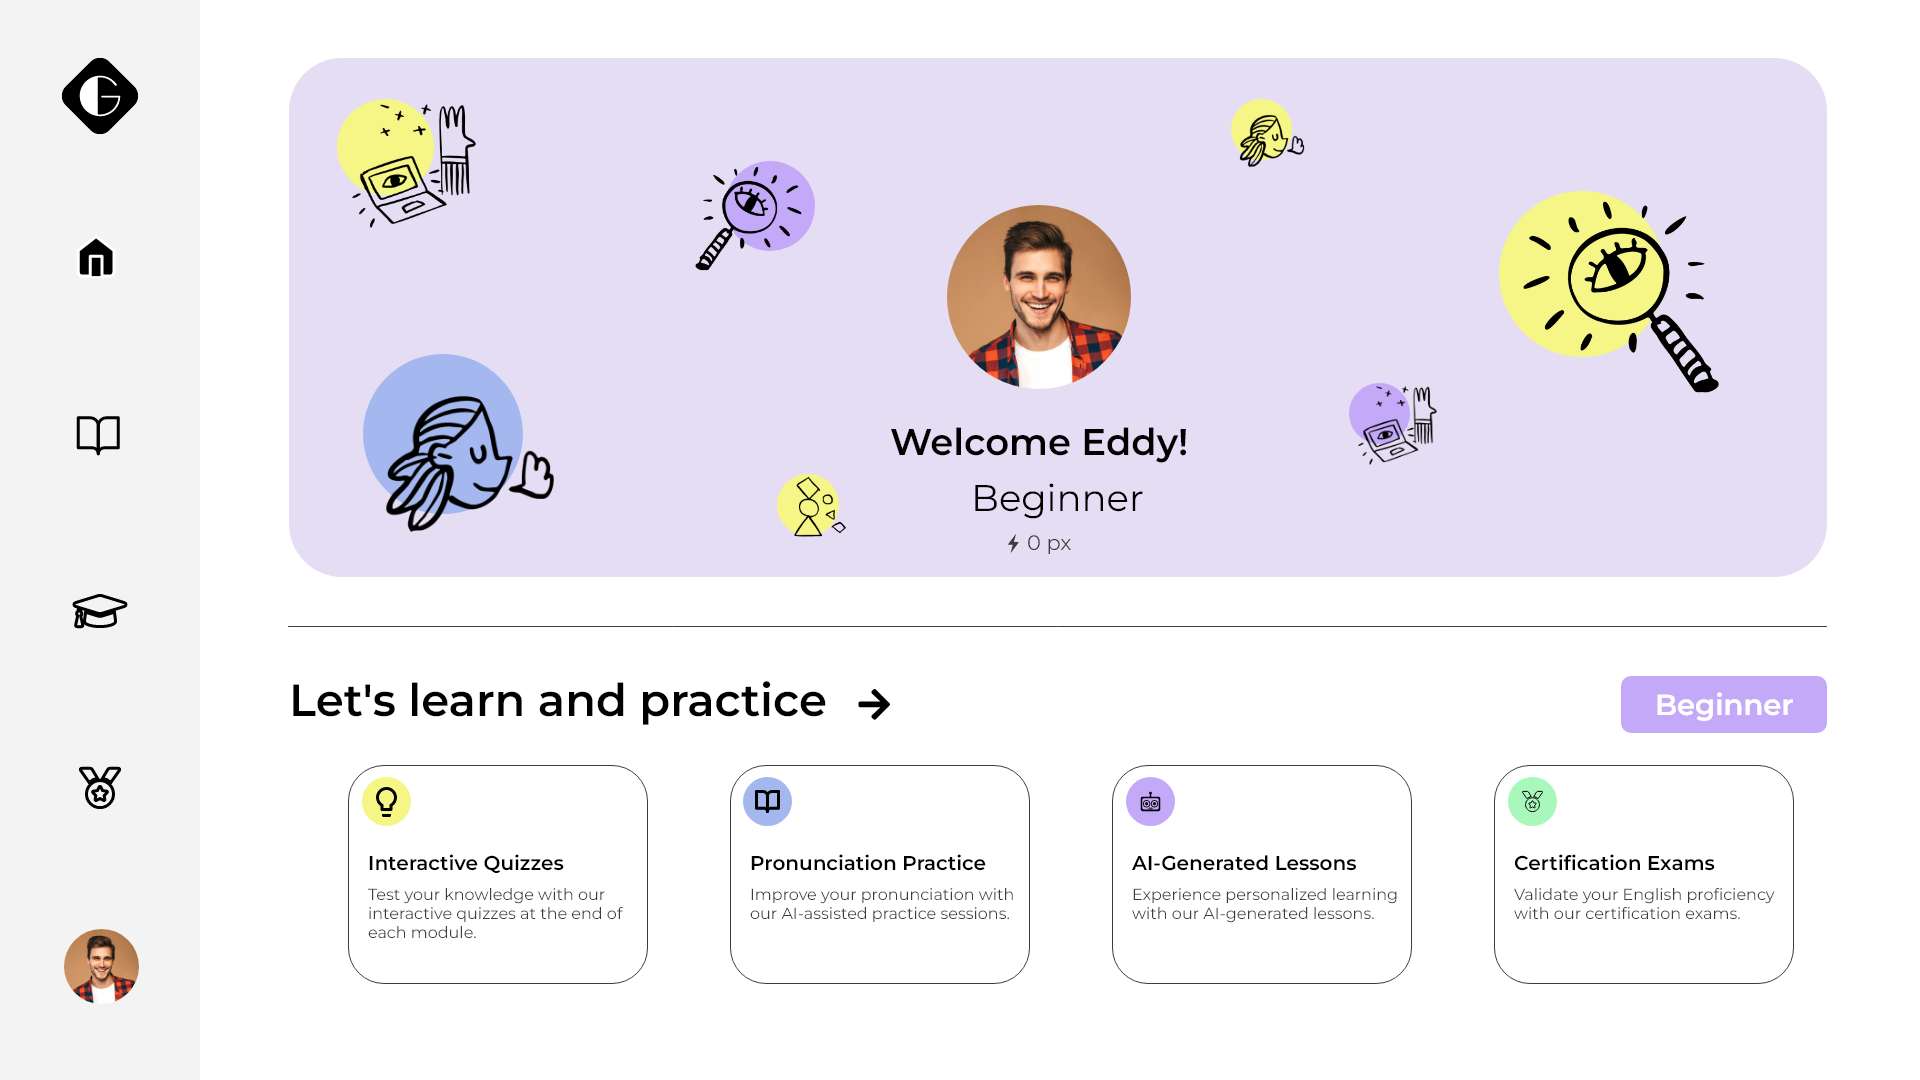 Welcome Eddy!
Beginner
0 px
Let's learn and practice
Beginner
Interactive Quizzes
Test your knowledge with our
interactive quizzes at the end of
each module.
Pronunciation Practice
Improve your pronunciation with
our AI-assisted practice sessions.
AI-Generated Lessons
Experience personalized learning
with our AI-generated lessons.
Certification Exams
Validate your English proficiency
with our certification exams.